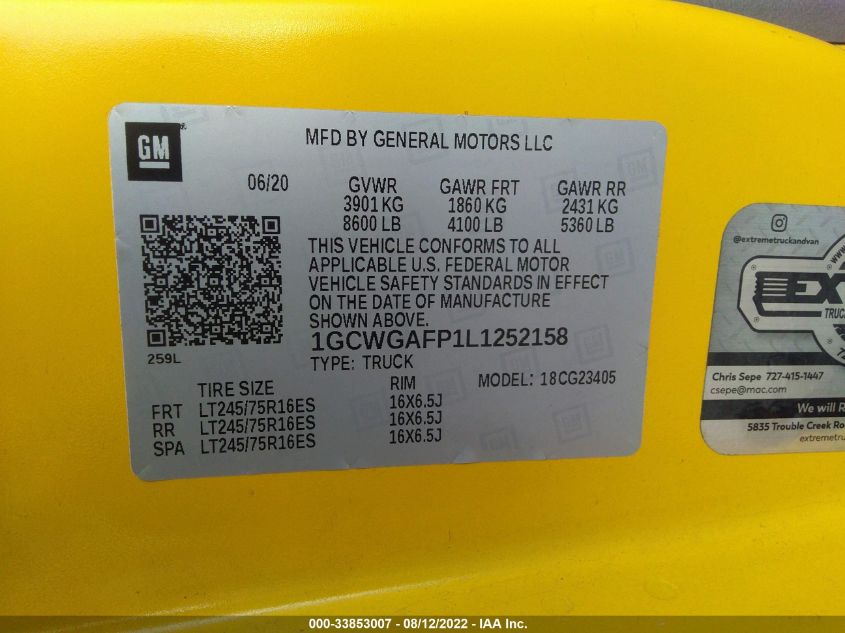 GM
MFD BY GENERAL MOTORS LLC
06/20 GVWR GAWR FRT GAWR RR
3901 KG 1860 KG 2431 KG
8600 LB 4100 LB 5360 LB
THIS VEHICLE CONFORMS TO ALL
APPLICABLE U.S. FEDERAL MOTOR
VEHICLE SAFETY STANDARDS IN EFFECT
ON THE DATE OF MANUFACTURE
SHOWN ABOVE.
259L
1GCWGAFP1L1252158
TYPE: TRUCK
TIRE SIZE RIM MODEL: 18CG23405
FRT LT245/75R16ES 16X6.5J
RR LT245/75R16ES 16X6.5J
SPA LT245/75R16ES 16X6.5J
@extremetruckandvan
Chris Sepe 727-415-1447
csepe@mac.com
We will
5835 Trouble Creek
000-33853007 - 08/12/2022 - IAA Inc.